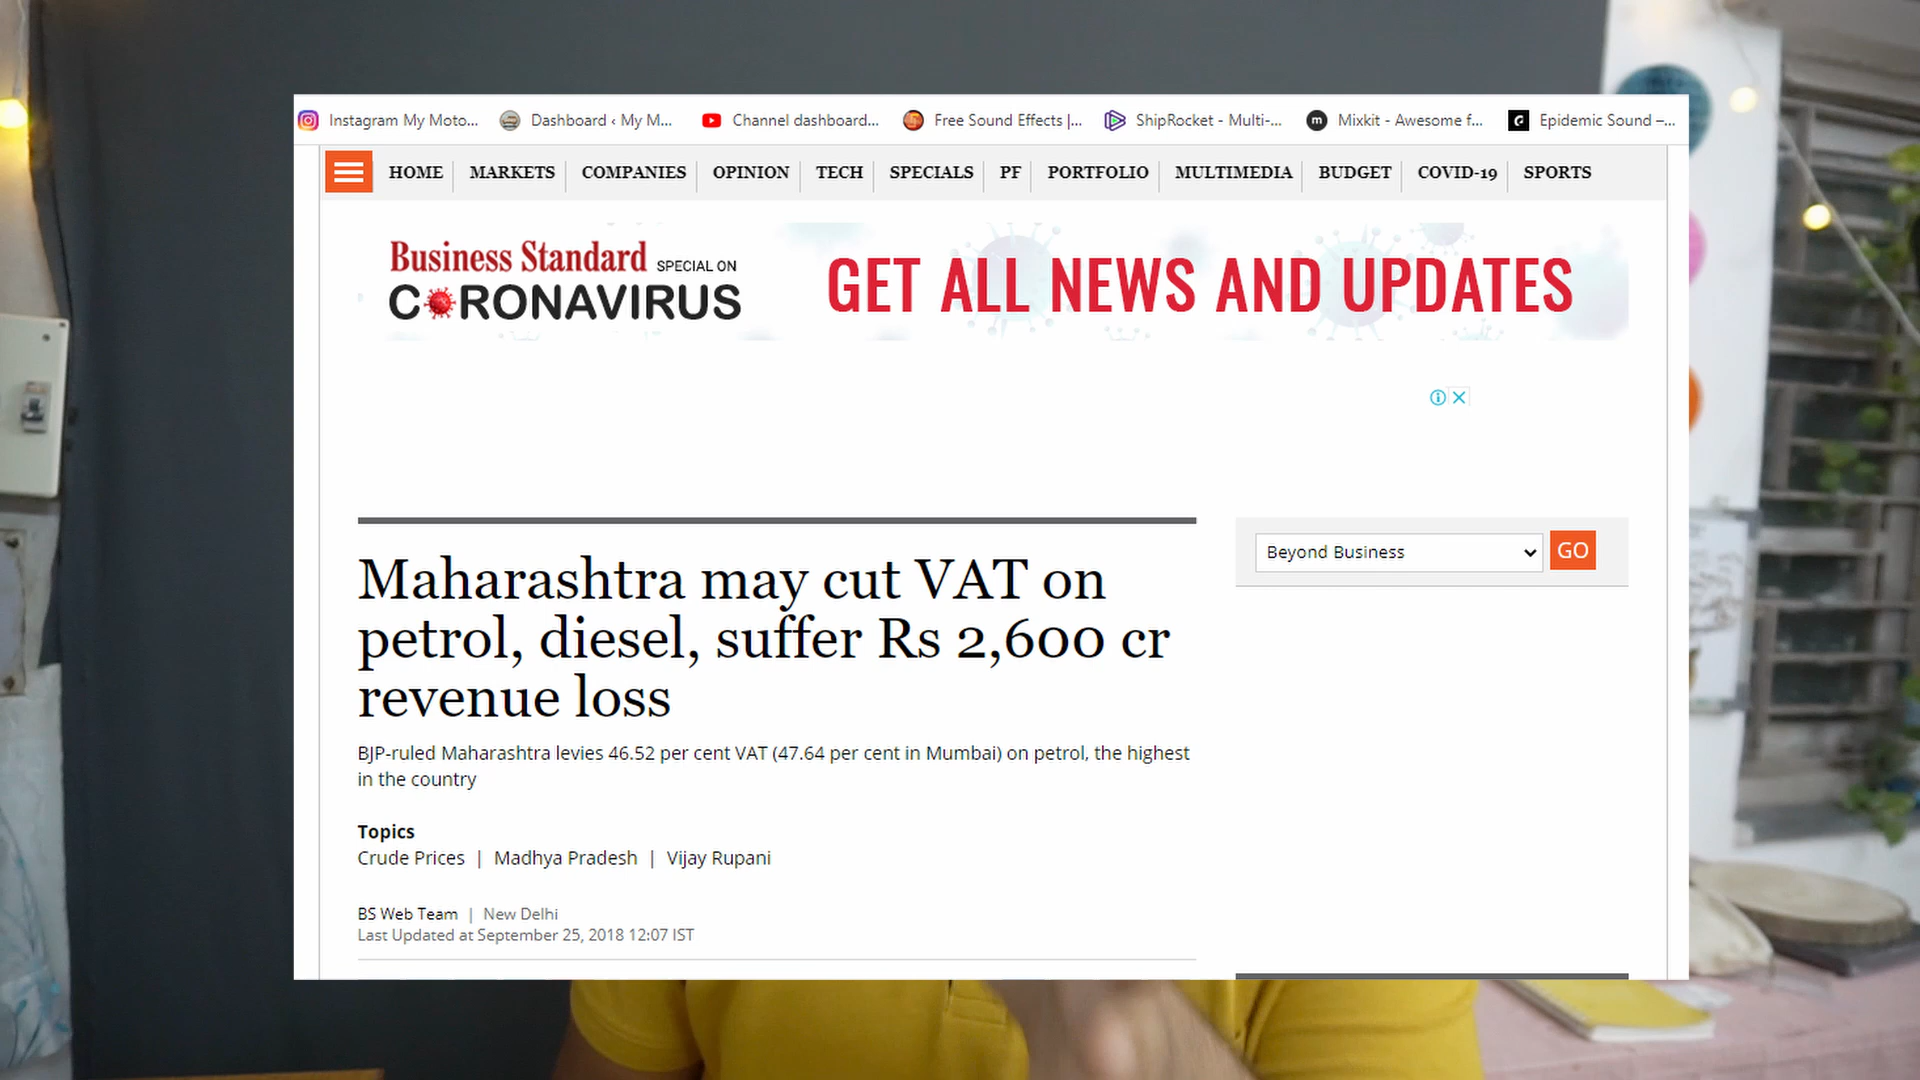 Instagram My Moto... Dashboard ‹ My M... Channel dashboard... Free Sound Effects |... ShipRocket - Multi-... Mixkit - Awesome f... Epidemic Sound –...
HOME MARKETS COMPANIES OPINION TECH SPECIALS PF PORTFOLIO MULTIMEDIA BUDGET COVID-19 SPORTS
Business Standard SPECIAL ON
CORONAVIRUS
GET ALL NEWS AND UPDATES
Beyond Business GO
Maharashtra may cut VAT on
petrol, diesel, suffer Rs 2,600 cr
revenue loss
BJP-ruled Maharashtra levies 46.52 per cent VAT (47.64 per cent in Mumbai) on petrol, the highest
in the country
Topics
Crude Prices | Madhya Pradesh | Vijay Rupani
BS Web Team | New Delhi
Last Updated at September 25, 2018 12:07 IST